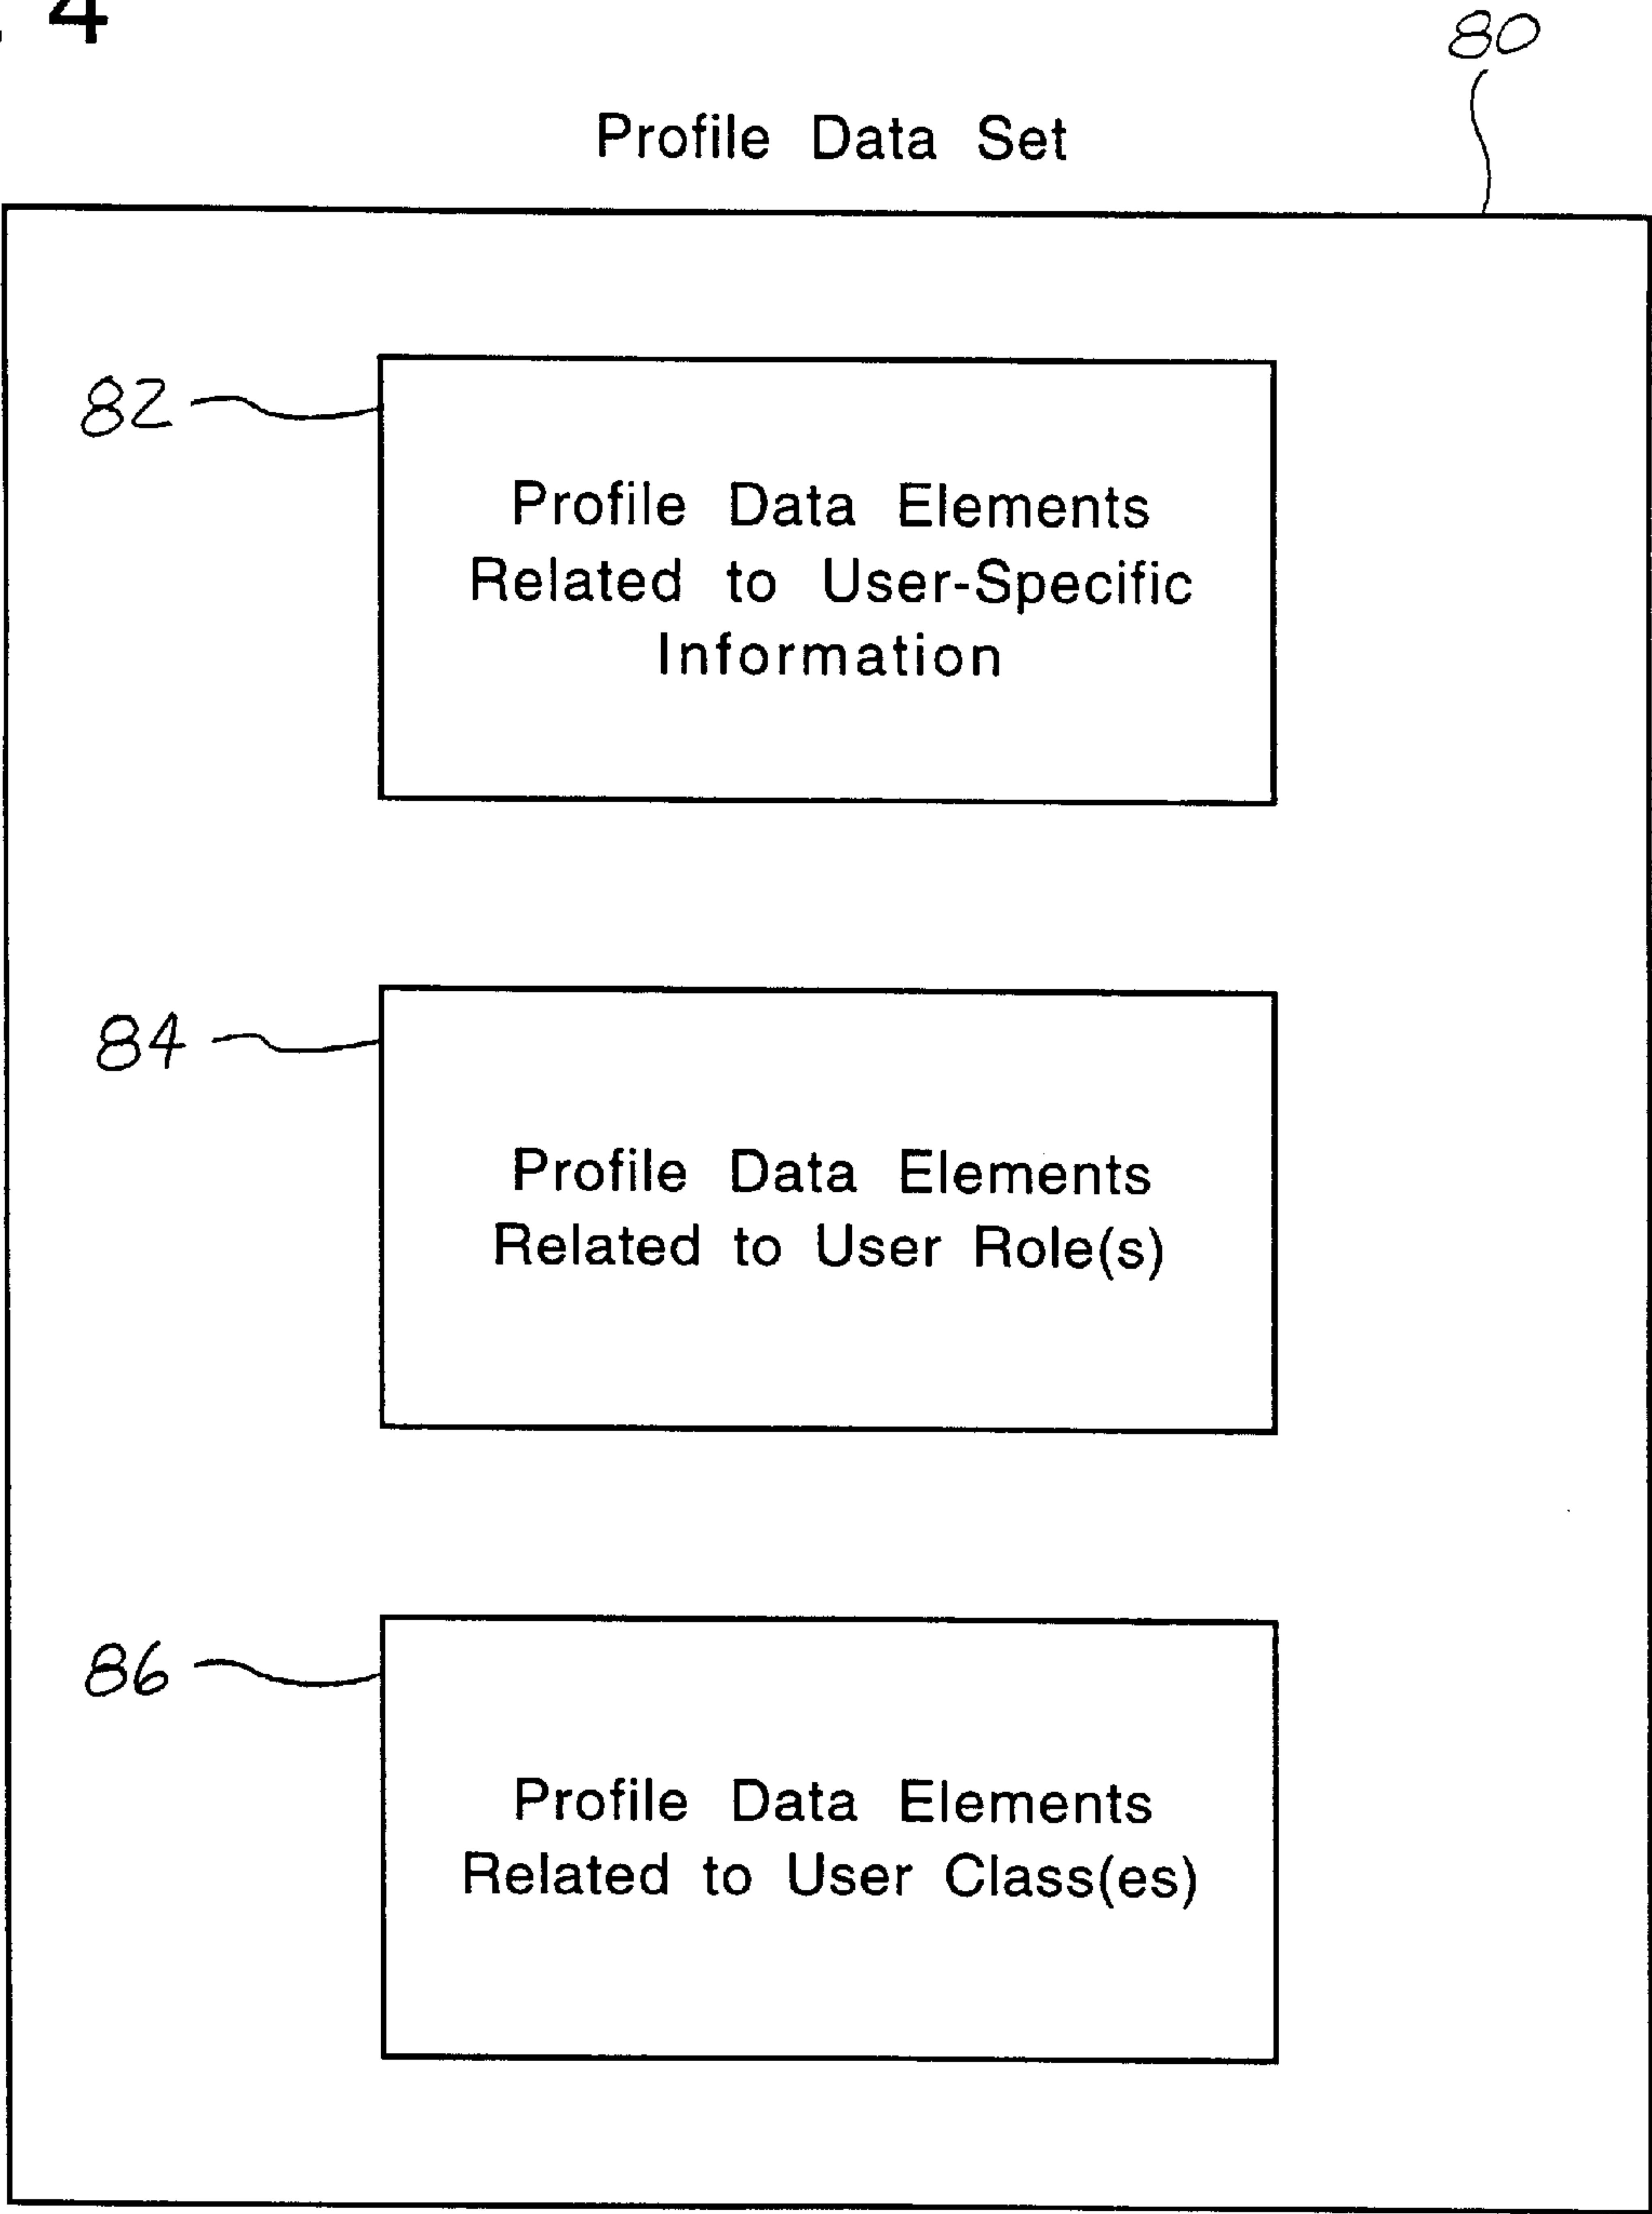 4
80
Profile Data Set
82
Profile Data Elements
Related to User-Specific
Information
84
Profile Data Elements
Related to User Role(s)
86
Profile Data Elements
Related to User Class(es)